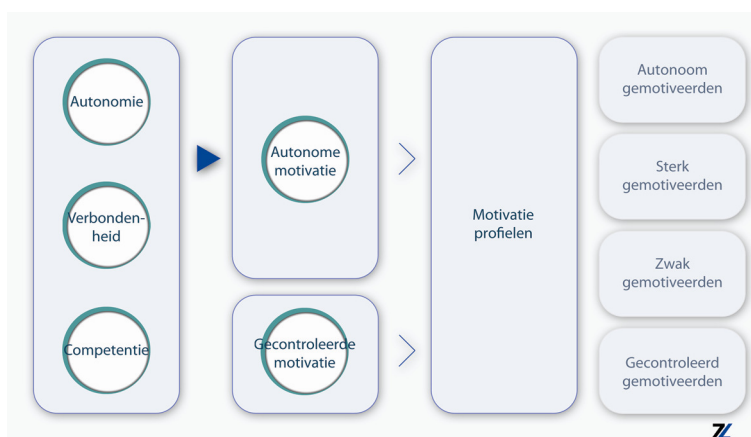 Autonomie
Verbonden-
heid
Competentie
Autonome
motivatie
Gecontroleerde
motivatie
Motivatie
profielen
Autonoom
gemotiveerden
Sterk
gemotiveerden
Zwak
gemotiveerden
Gecontroleerd
gemotiveerden